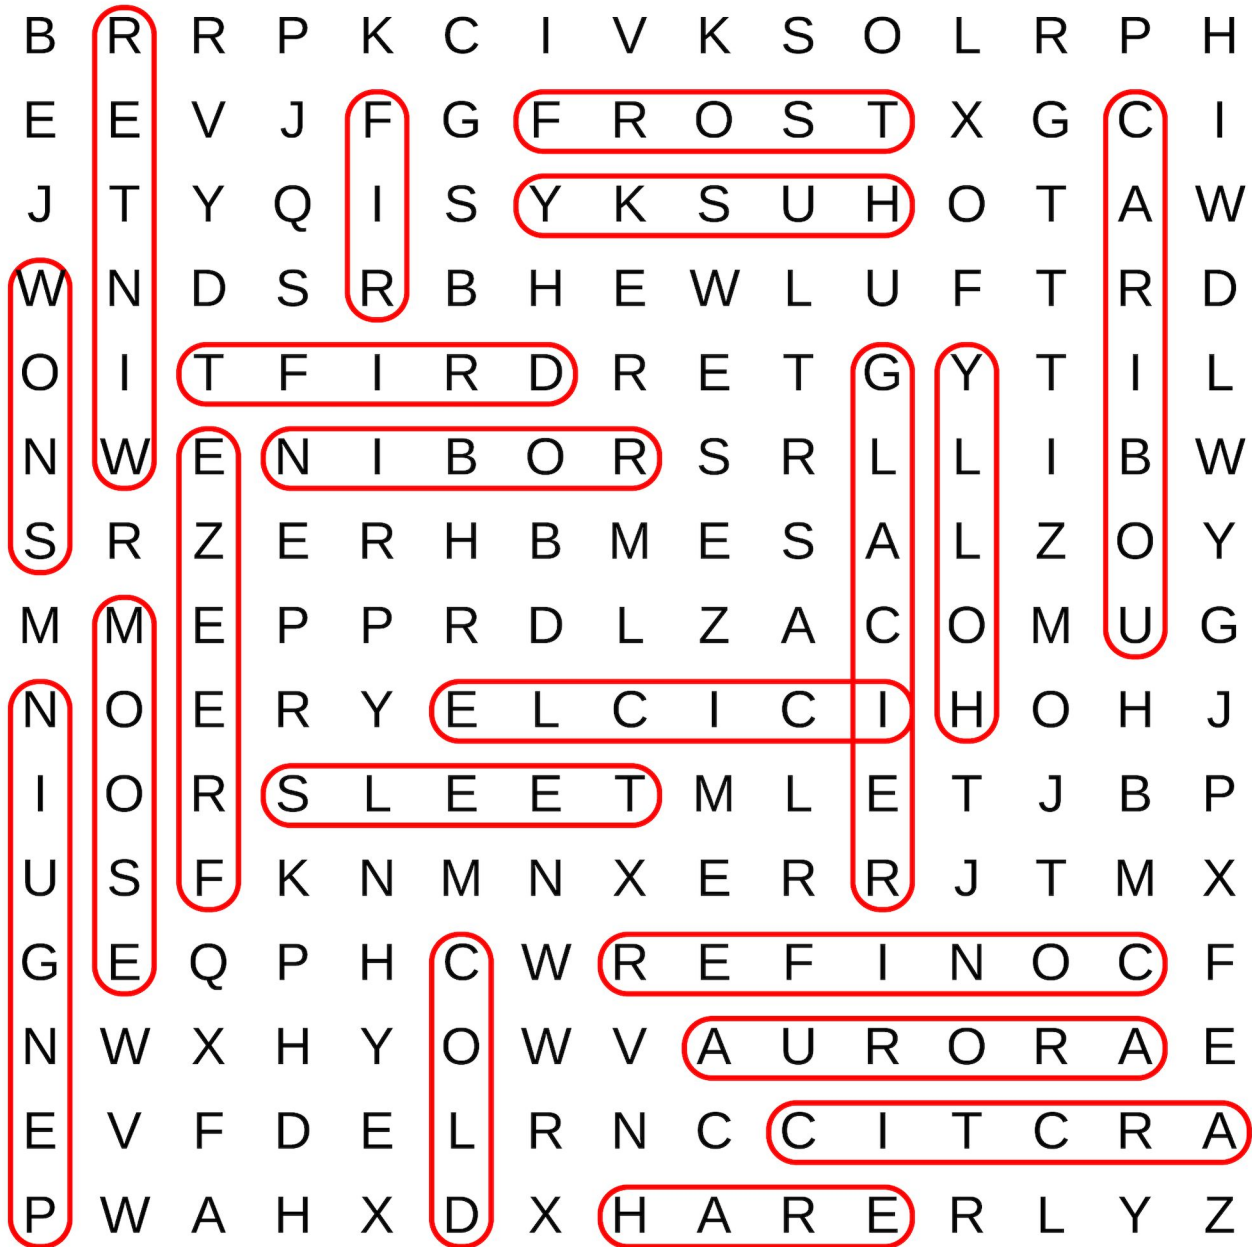 B R R P K C I V K S O L R P H
E E V J F G F R O S T X G C I
J T Y Q I S Y K S U H O T A W
W N D S R B H E W L U F T R D
O I T F I R D R E T G Y T I L
N W E N I B O R S R L L I B W
S R Z E R H B M E S A L Z O Y
M M E P P R D L Z A C O M U G
N O E R Y E L C I C I H O H J
I O R S L E E T M L E T J B P
U S F K N M N X E R R J T M X
G E Q P H C W R E F I N O C F
N W X H Y O W V A U R O R A E
E V F D E L R N C C I T C R A
P W A H X D X H A R E R L Y Z